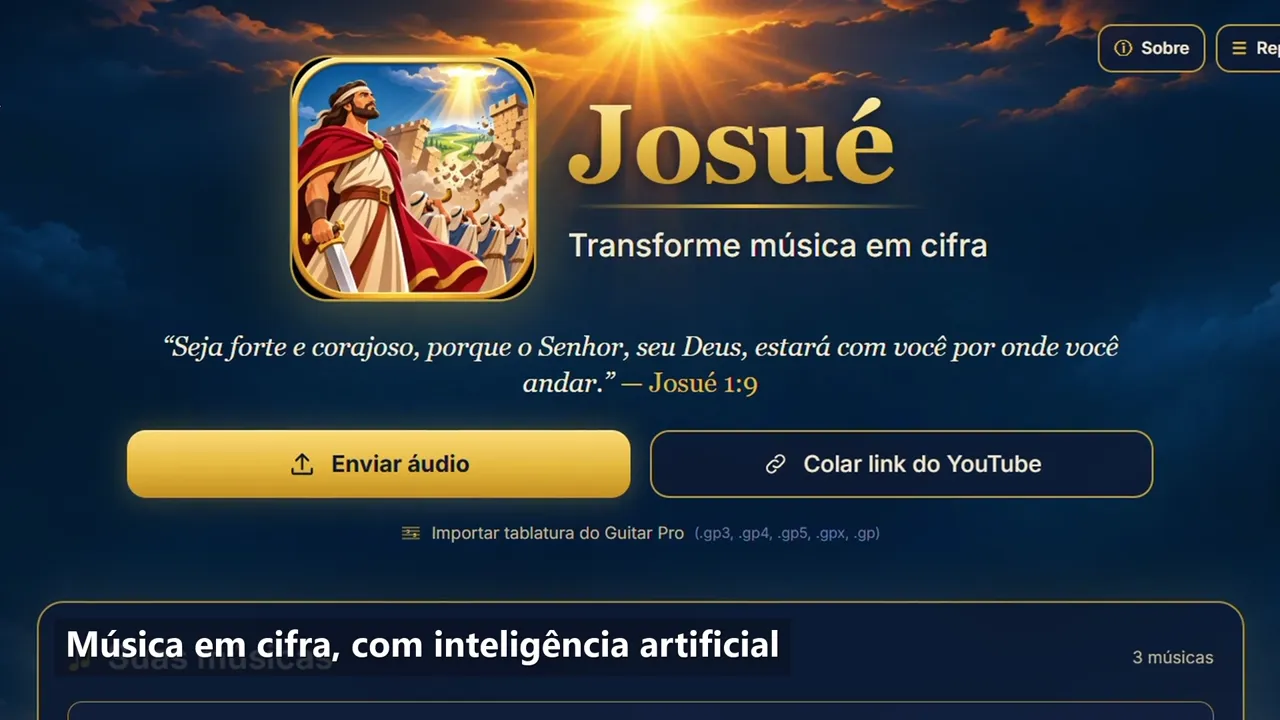 Sobre
Josué
Transforme música em cifra
“Seja forte e corajoso, porque o Senhor, seu Deus, estará com você por onde você
andar.” — Josué 1:9
Enviar áudio
Colar link do YouTube
Importar tablatura do Guitar Pro (.gp3, .gp4, .gp5, .gpx, .gp)
Música em cifra, com inteligência artificial
Suas músicas
3 músicas